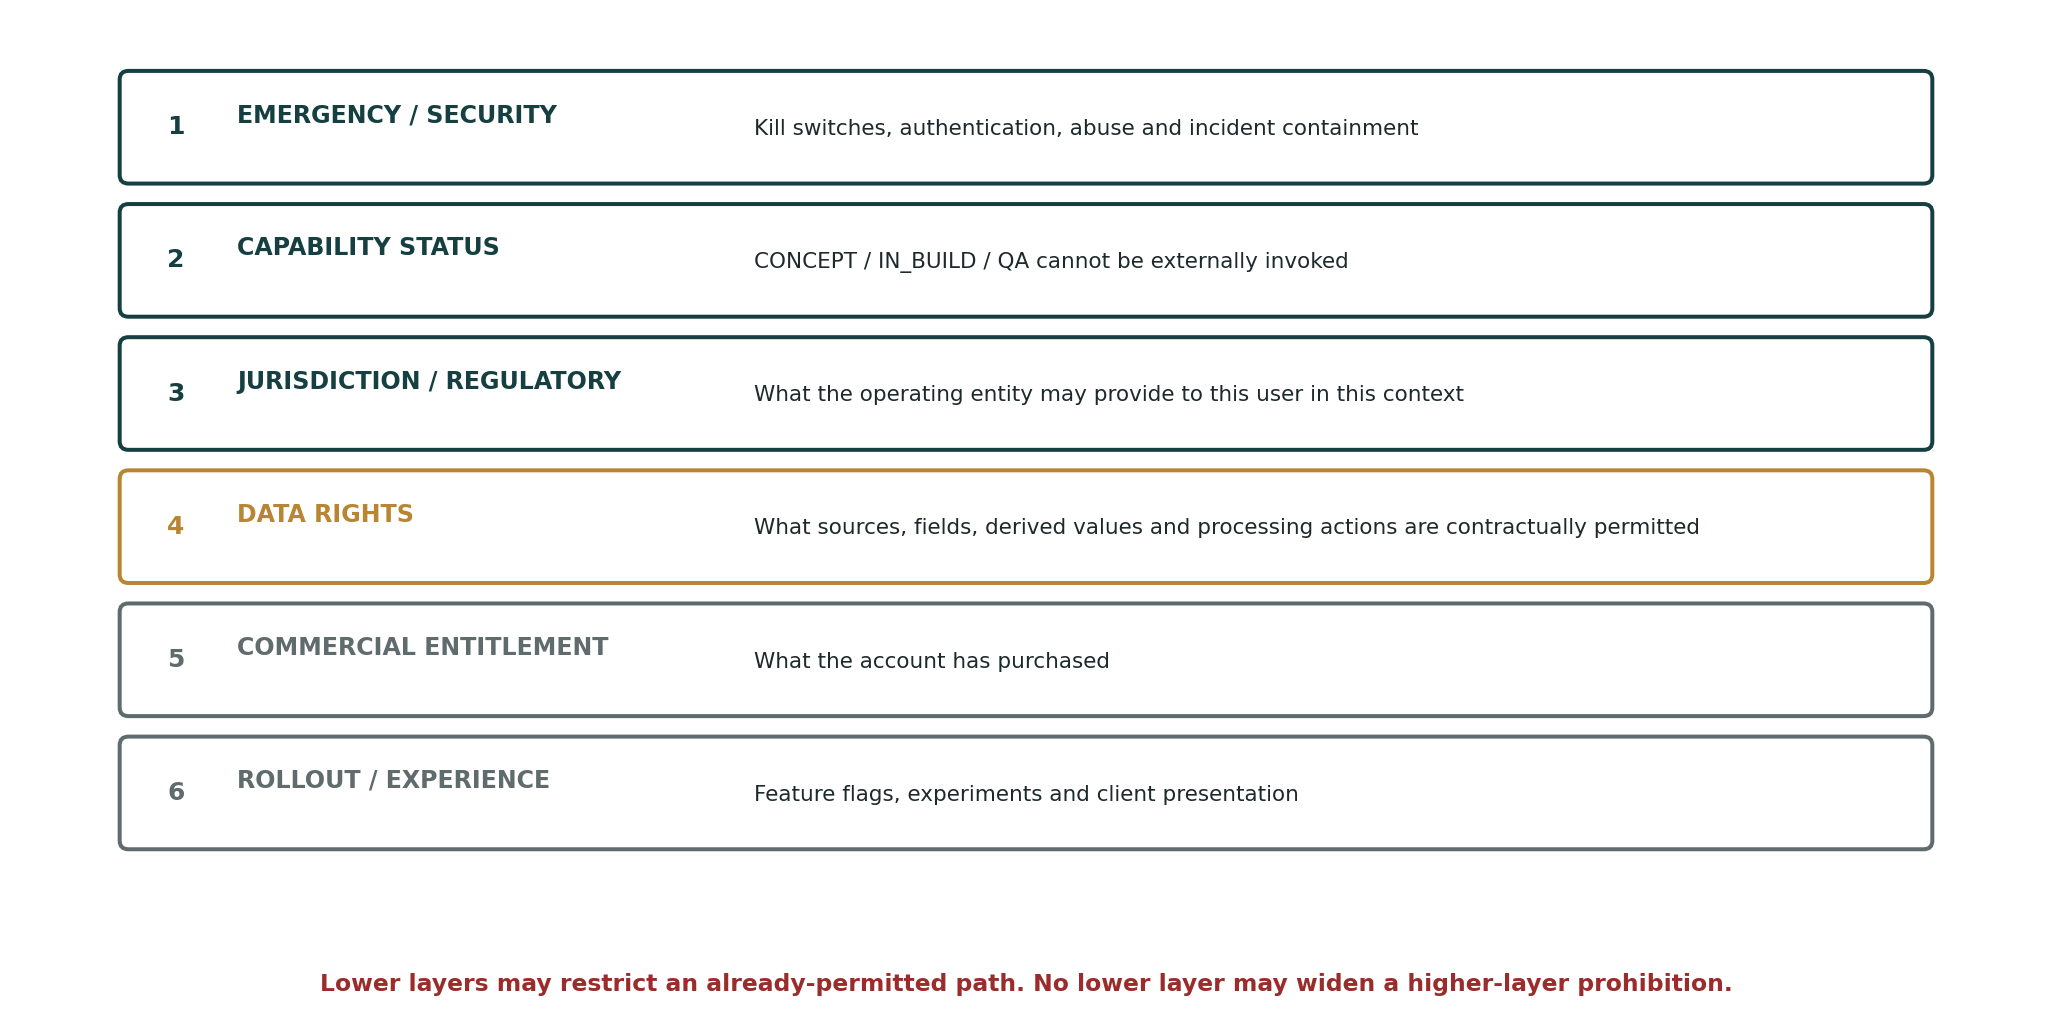 1
EMERGENCY / SECURITY
Kill switches, authentication, abuse and incident containment
2
CAPABILITY STATUS
CONCEPT / IN_BUILD / QA cannot be externally invoked
3
JURISDICTION / REGULATORY
What the operating entity may provide to this user in this context
4
DATA RIGHTS
What sources, fields, derived values and processing actions are contractually permitted
5
COMMERCIAL ENTITLEMENT
What the account has purchased
6
ROLLOUT / EXPERIENCE
Feature flags, experiments and client presentation
Lower layers may restrict an already-permitted path. No lower layer may widen a higher-layer prohibition.